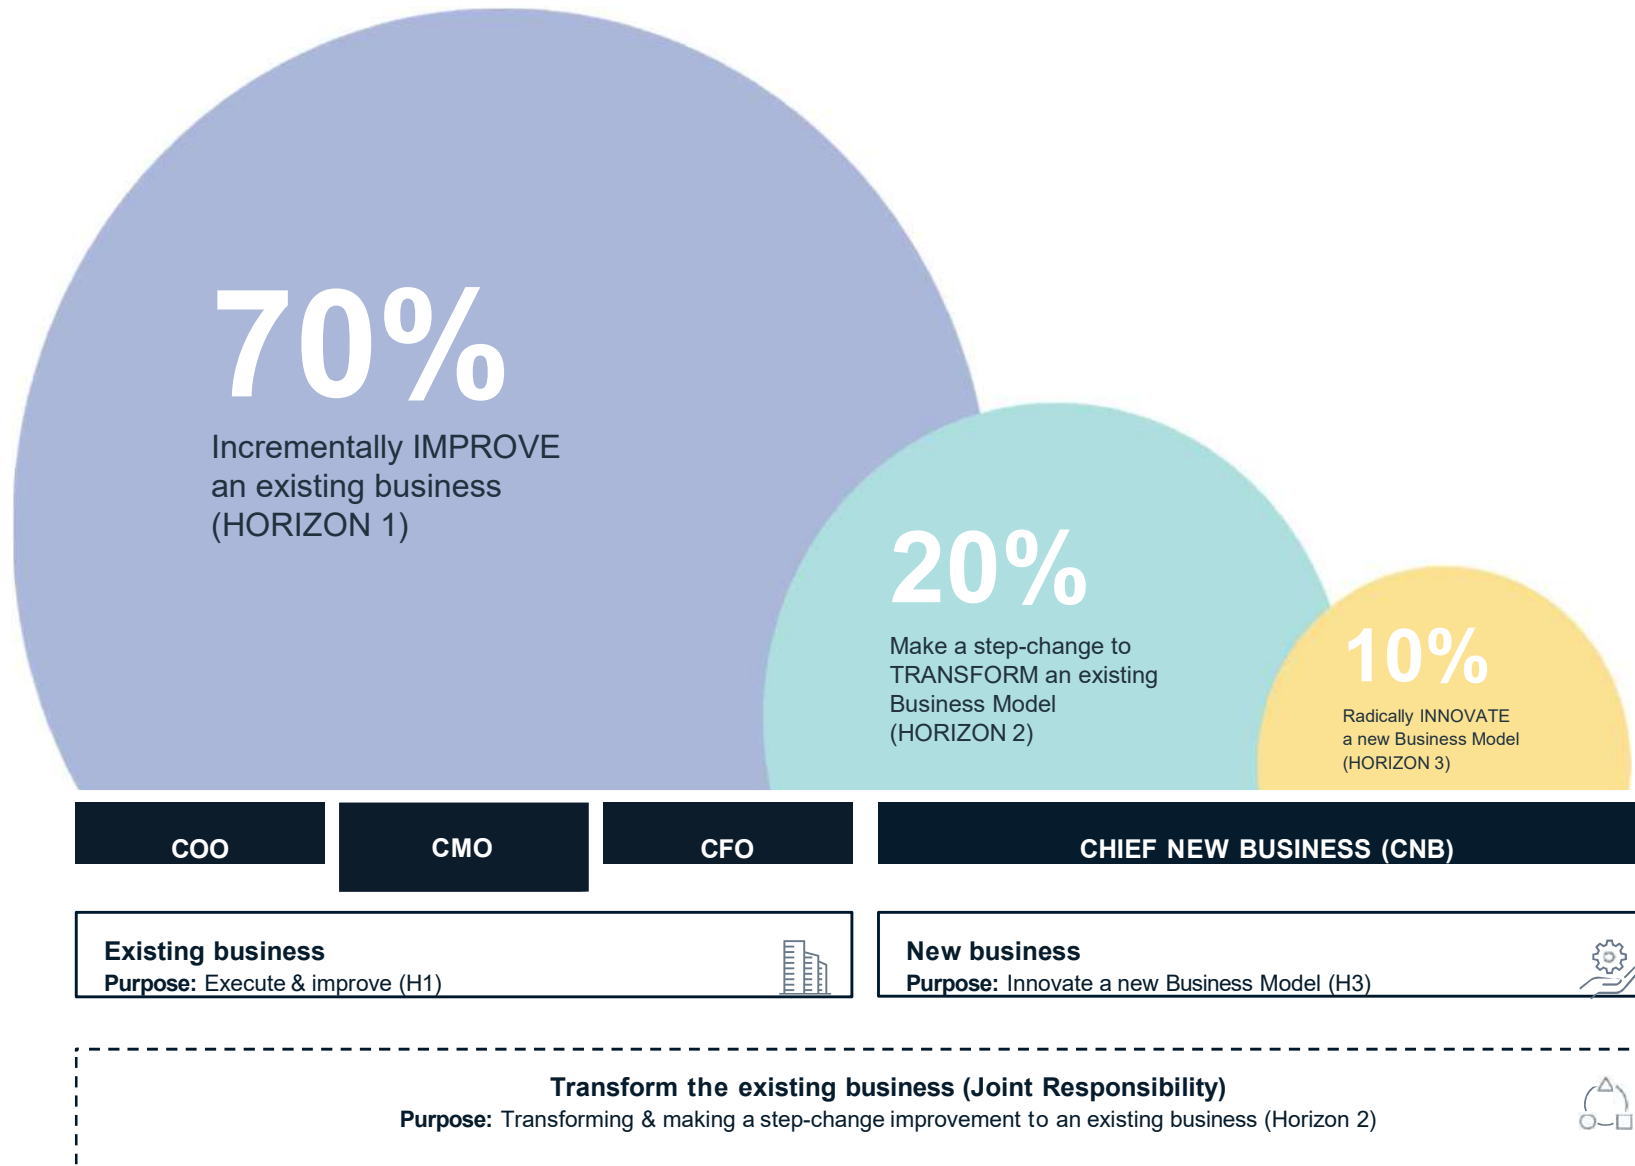 70%
Incrementally IMPROVE
an existing business
(HORIZON 1)
20%
Make a step-change to
TRANSFORM an existing
Business Model
(HORIZON 2)
10%
Radically INNOVATE
a new Business Model
(HORIZON 3)
COO
CMO
CFO
CHIEF NEW BUSINESS (CNB)
Existing business
Purpose: Execute & improve (H1)
New business
Purpose: Innovate a new Business Model (H3)
Transform the existing business (Joint Responsibility)
Purpose: Transforming & making a step-change improvement to an existing business (Horizon 2)